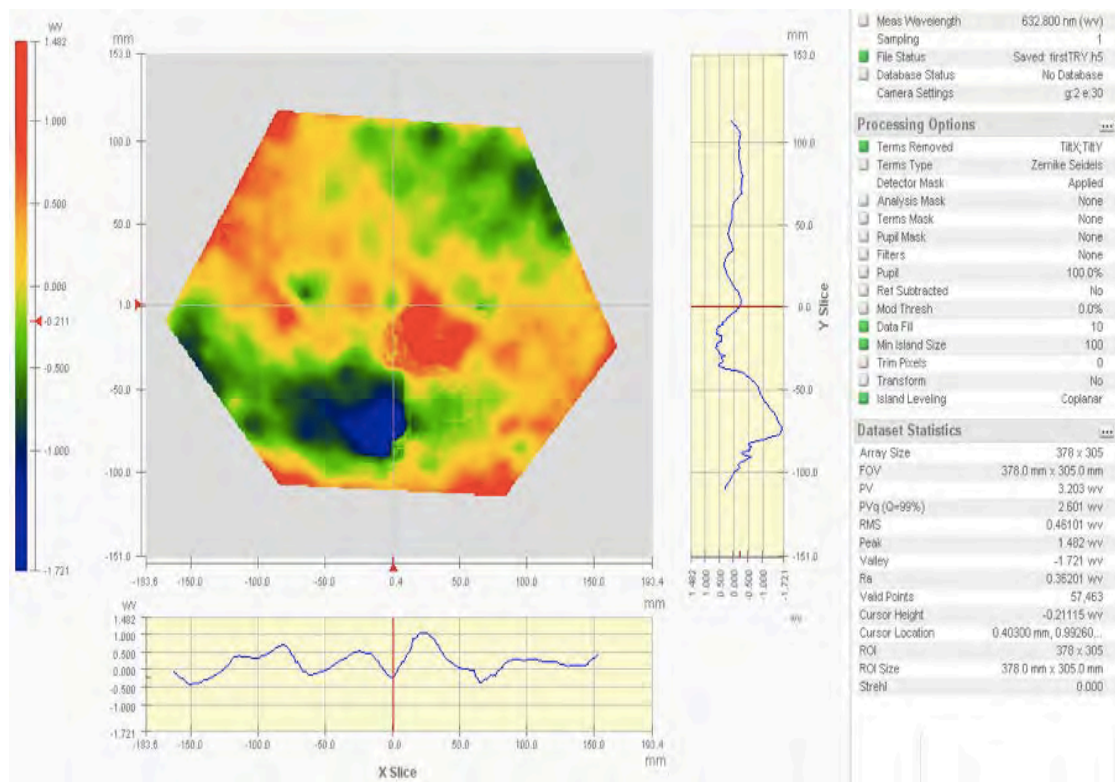 wv
1.482
1.000
0.500
0.000
-0.211
-0.500
-1.000
-1.721
mm
153.0
100.0
50.0
1.0
-50.0
-100.0
-151.0
-193.6 -150.0 -100.0 -50.0 0.4 50.0 100.0 150.0 193.4
mm
mm
153.0
100.0
50.0
0.0
-50.0
-100.0
-151.0
mm
Y Slice
1.482 1.000 0.500 0.000 -0.500 -1.000 -1.721
wv
wv
1.482
1.000
0.500
0.000
-0.500
-1.000
-1.721
-193.6 -150.0 -100.0 -50.0 0.0 50.0 100.0 150.0 193.4
mm
X Slice
Meas Wavelength 632.800 nm (wv)
Sampling 1
File Status Saved: firstTRY.h5
Database Status No Database
Camera Settings g:2 e:30
Processing Options ...
Terms Removed TiltX;TiltY
Terms Type Zernike Seidels
Detector Mask Applied
Analysis Mask None
Terms Mask None
Pupil Mask None
Filters None
Pupil 100.0%
Ref Subtracted No
Mod Thresh 0.0%
Data Fill 10
Min Island Size 100
Trim Pixels 0
Transform No
Island Leveling Coplanar
Dataset Statistics ...
Array Size 378 x 305
FOV 378.0 mm x 305.0 mm
PV 3.203 wv
PVq (Q=99%) 2.601 wv
RMS 0.46101 wv
Peak 1.482 wv
Valley -1.721 wv
Ra 0.36201 wv
Valid Points 57,463
Cursor Height -0.21115 wv
Cursor Location 0.40300 mm, 0.99260...
ROI 378 x 305
ROI Size 378.0 mm x 305.0 mm
Strehl 0.000